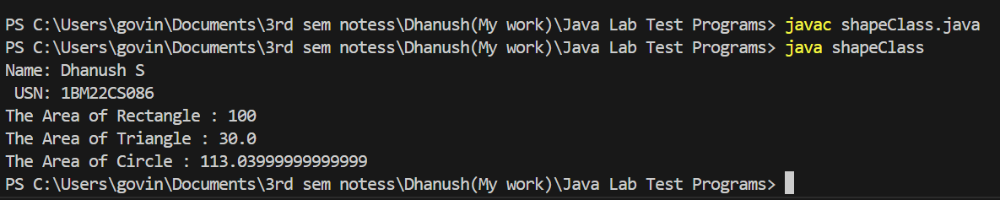 PS C:\Users\govin\Documents\3rd sem notess\Dhanush(My work)\Java Lab Test Programs> javac shapeClass.java
PS C:\Users\govin\Documents\3rd sem notess\Dhanush(My work)\Java Lab Test Programs> java shapeClass
Name: Dhanush S
 USN: 1BM22CS086
The Area of Rectangle : 100
The Area of Triangle : 30.0
The Area of Circle : 113.03999999999999
PS C:\Users\govin\Documents\3rd sem notess\Dhanush(My work)\Java Lab Test Programs>